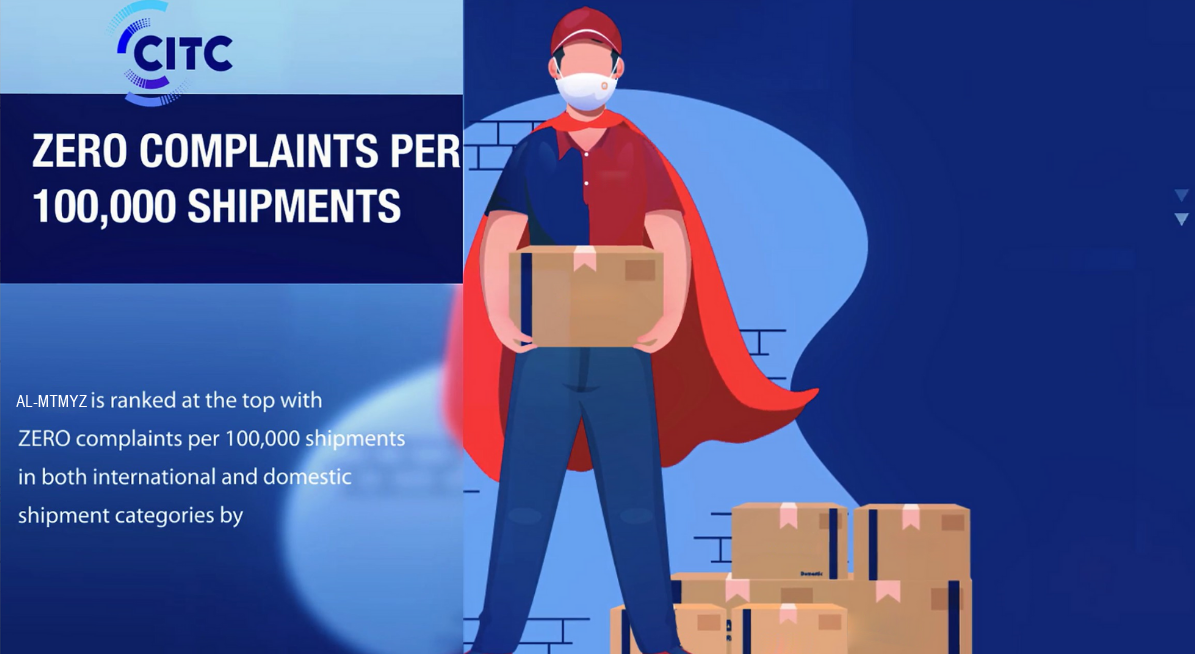 CITC
ZERO COMPLAINTS PER
100,000 SHIPMENTS
AL-MTMYZ is ranked at the top with
ZERO complaints per 100,000 shipments
in both international and domestic
shipment categories by
Domestic